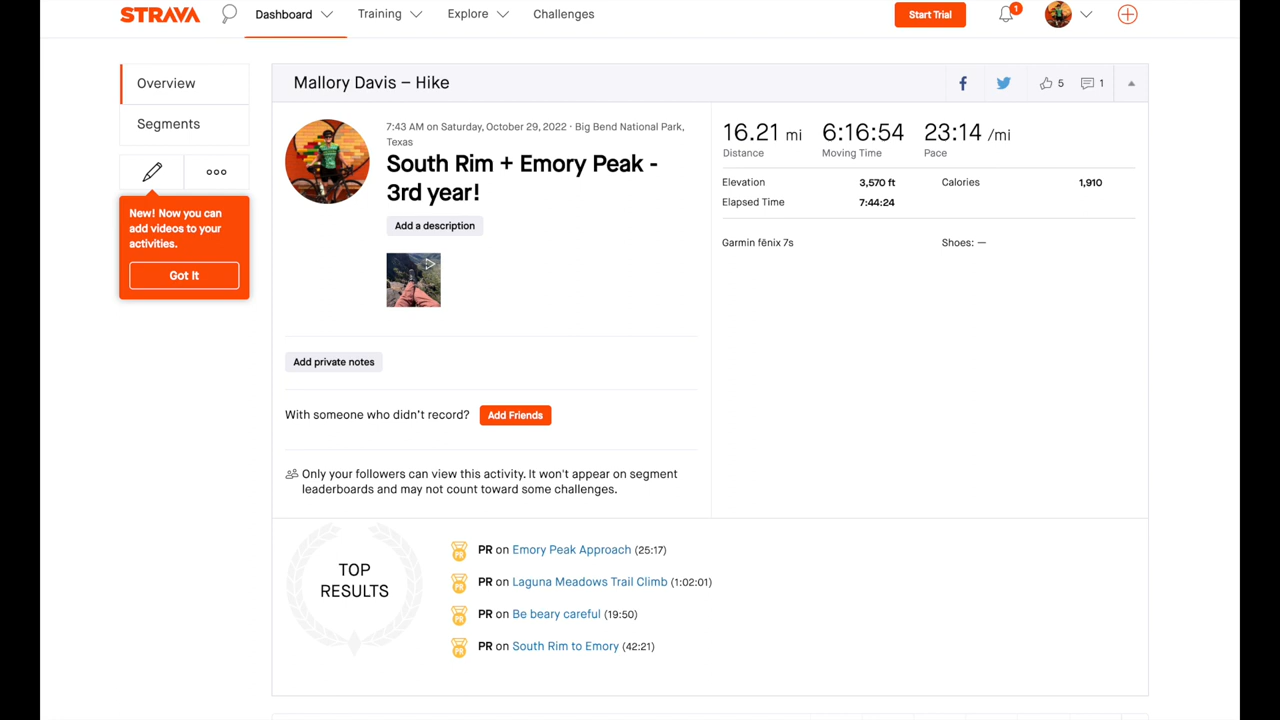 STRAVA
Dashboard
Training
Explore
Challenges
Start Trial
1
Overview
Segments
New! Now you can
add videos to your
activities.
Got It
Mallory Davis – Hike
5
1
7:43 AM on Saturday, October 29, 2022 · Big Bend National Park,
Texas
South Rim + Emory Peak -
3rd year!
Add a description
16.21 mi
6:16:54
23:14 /mi
Distance
Moving Time
Pace
Elevation
3,570 ft
Calories
1,910
Elapsed Time
7:44:24
Garmin fēnix 7s
Shoes: —
Add private notes
With someone who didn't record?
Add Friends
Only your followers can view this activity. It won't appear on segment
leaderboards and may not count toward some challenges.
TOP
RESULTS
PR PR on Emory Peak Approach (25:17)
PR PR on Laguna Meadows Trail Climb (1:02:01)
PR PR on Be beary careful (19:50)
PR PR on South Rim to Emory (42:21)